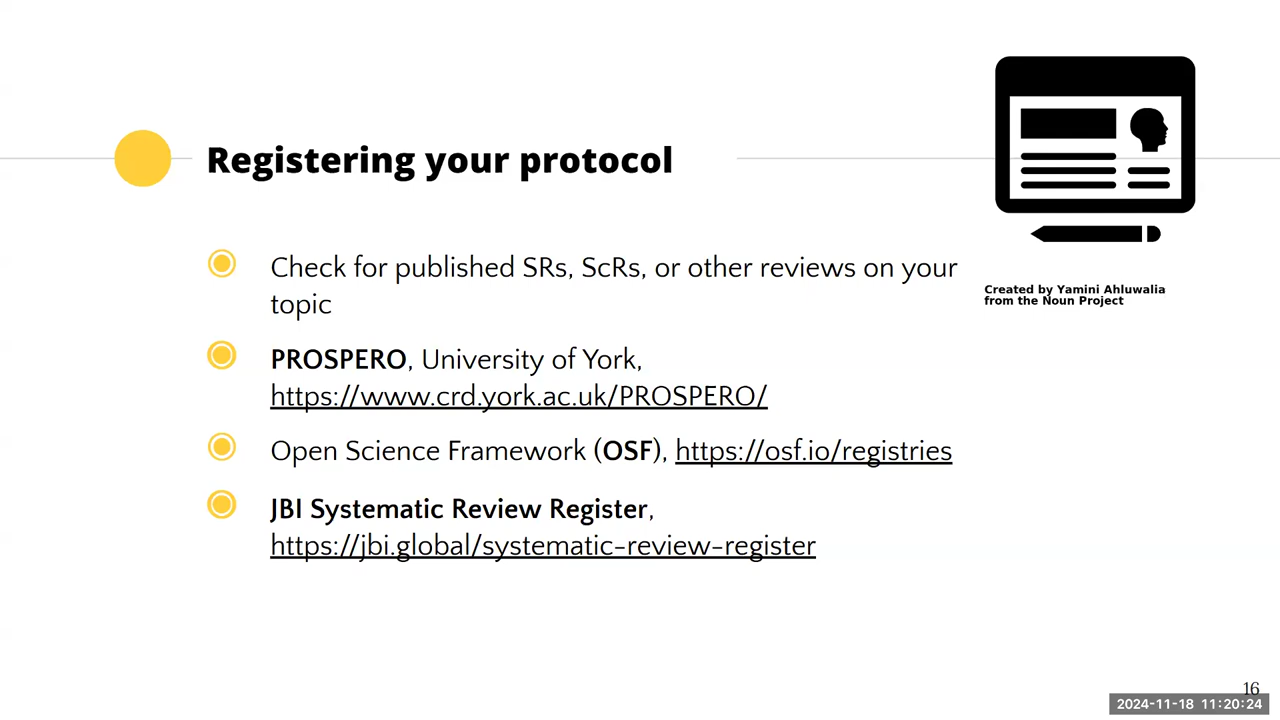 Registering your protocol
Check for published SRs, ScRs, or other reviews on your
topic
PROSPERO, University of York,
https://www.crd.york.ac.uk/PROSPERO/
Open Science Framework (OSF), https://osf.io/registries
JBI Systematic Review Register,
https://jbi.global/systematic-review-register
Created by Yamini Ahluwalia
from the Noun Project
16
2024-11-18 11:20:24